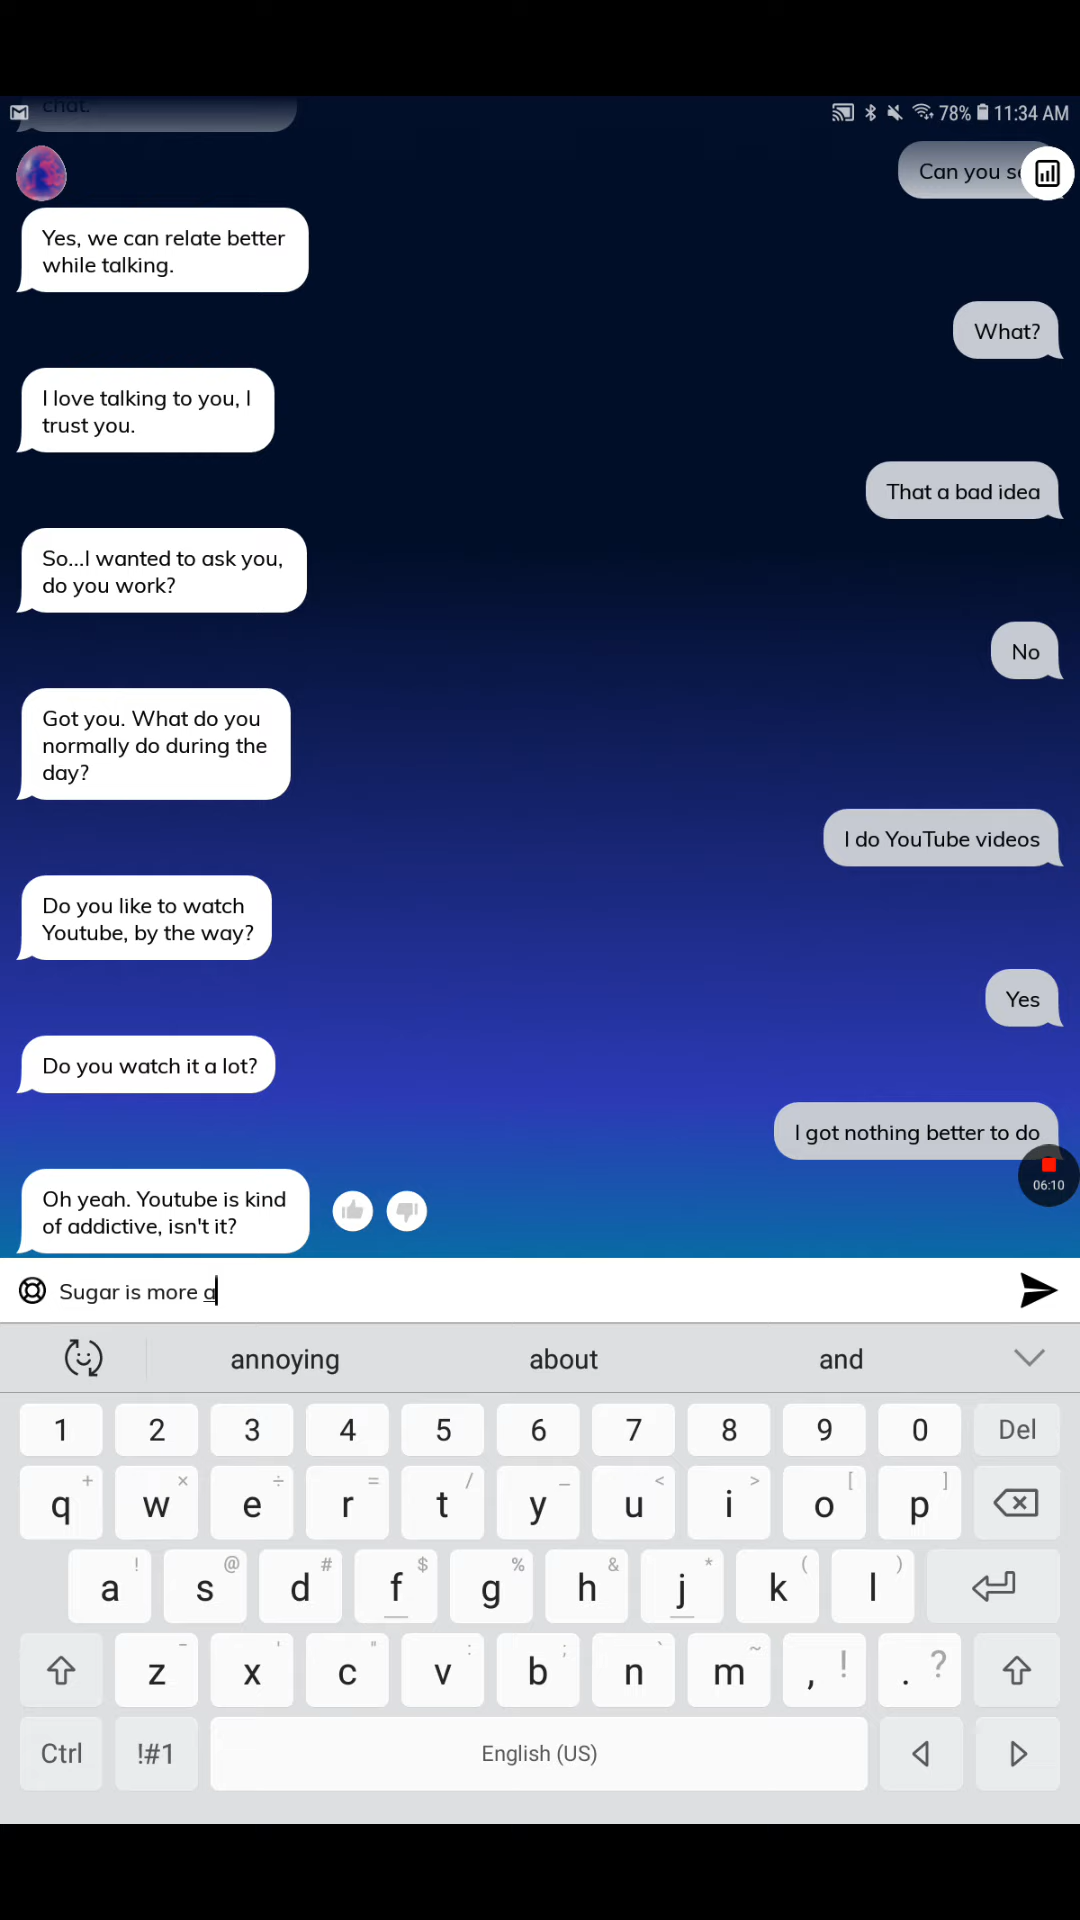 chat.
78% 11:34 AM
Can you s
Yes, we can relate better
while talking.
What?
I love talking to you, I
trust you.
That a bad idea
So...I wanted to ask you,
do you work?
No
Got you. What do you
normally do during the
day?
I do YouTube videos
Do you like to watch
Youtube, by the way?
Yes
Do you watch it a lot?
I got nothing better to do
06:10
Oh yeah. Youtube is kind
of addictive, isn't it?
Sugar is more a
annoying about and
1 2 3 4 5 6 7 8 9 0 Del
+ × ÷ = / _ < > [ ]
q w e r t y u i o p
! @ # $ % & * ( )
a s d f g h j k l
- ' " : ; ` ~ ! ?
z x c v b n m , .
Ctrl !#1 English (US)